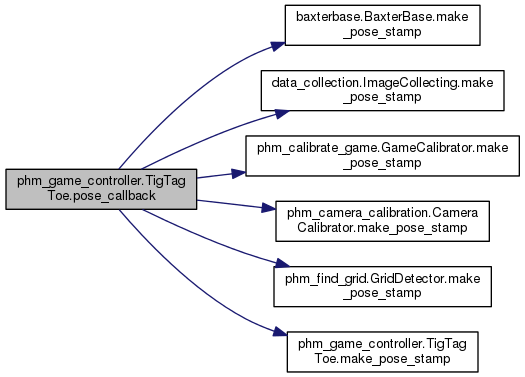 baxterbase.BaxterBase.make
_pose_stamp
data_collection.ImageCollecting.make
_pose_stamp
phm_calibrate_game.GameCalibrator.make
_pose_stamp
phm_game_controller.TigTag
Toe.pose_callback
phm_camera_calibration.Camera
Calibrator.make_pose_stamp
phm_find_grid.GridDetector.make
_pose_stamp
phm_game_controller.TigTag
Toe.make_pose_stamp